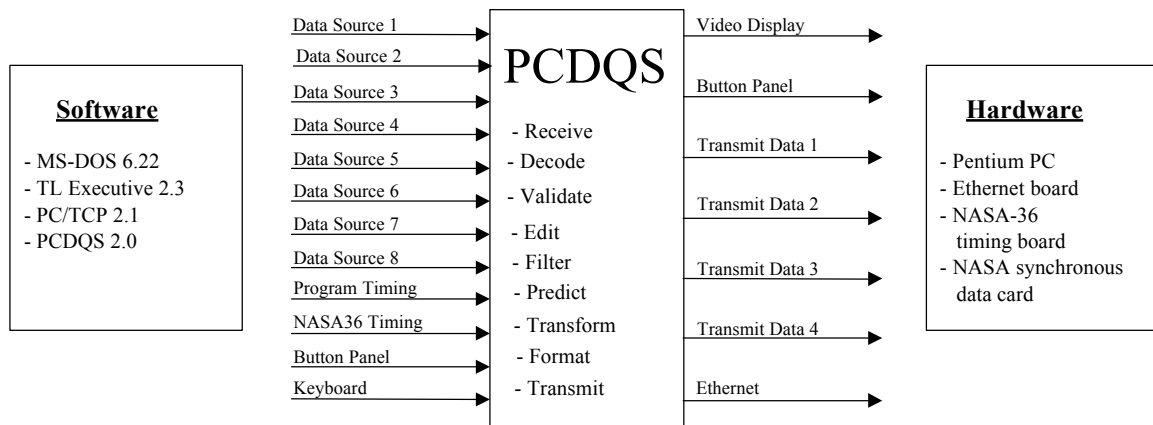 Software
- MS-DOS 6.22
- TL Executive 2.3
- PC/TCP 2.1
- PCDQS 2.0
Data Source 1
Data Source 2
Data Source 3
Data Source 4
Data Source 5
Data Source 6
Data Source 7
Data Source 8
Program Timing
NASA36 Timing
Button Panel
Keyboard
PCDQS
- Receive
- Decode
- Validate
- Edit
- Filter
- Predict
- Transform
- Format
- Transmit
Video Display
Button Panel
Transmit Data 1
Transmit Data 2
Transmit Data 3
Transmit Data 4
Ethernet
Hardware
- Pentium PC
- Ethernet board
- NASA-36
timing board
- NASA synchronous
data card